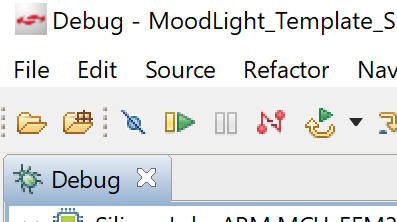 Debug - MoodLight_Template_S
File Edit Source Refactor Nav
Debug